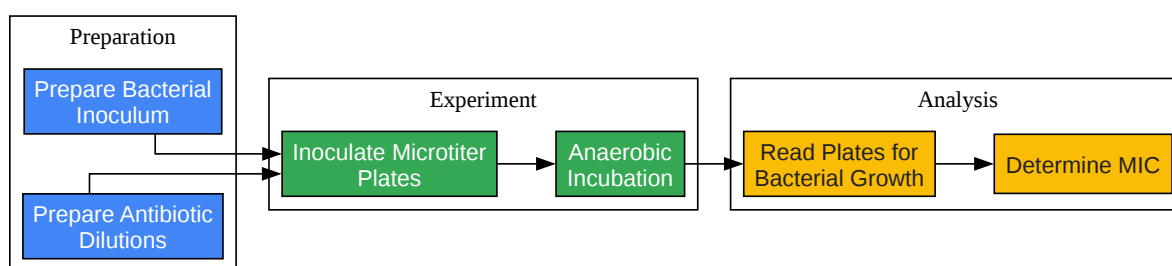 Preparation
Prepare Bacterial
Inoculum
Prepare Antibiotic
Dilutions
Experiment
Inoculate Microtiter
Plates
Anaerobic
Incubation
Analysis
Read Plates for
Bacterial Growth
Determine MIC